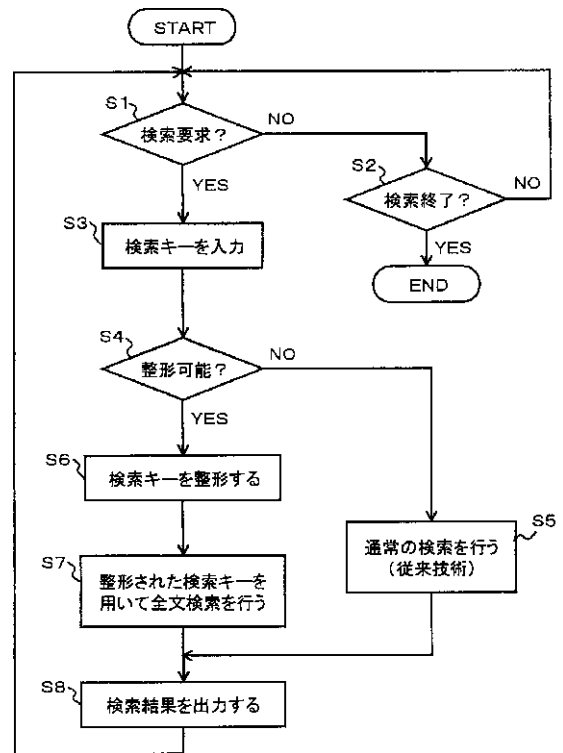 START
S1
検索要求？
NO
YES
S2
検索終了？
NO
YES
END
S3
検索キーを入力
S4
整形可能？
NO
YES
S6
検索キーを整形する
S5
通常の検索を行う
（従来技術）
S7
整形された検索キーを
用いて全文検索を行う
S8
検索結果を出力する